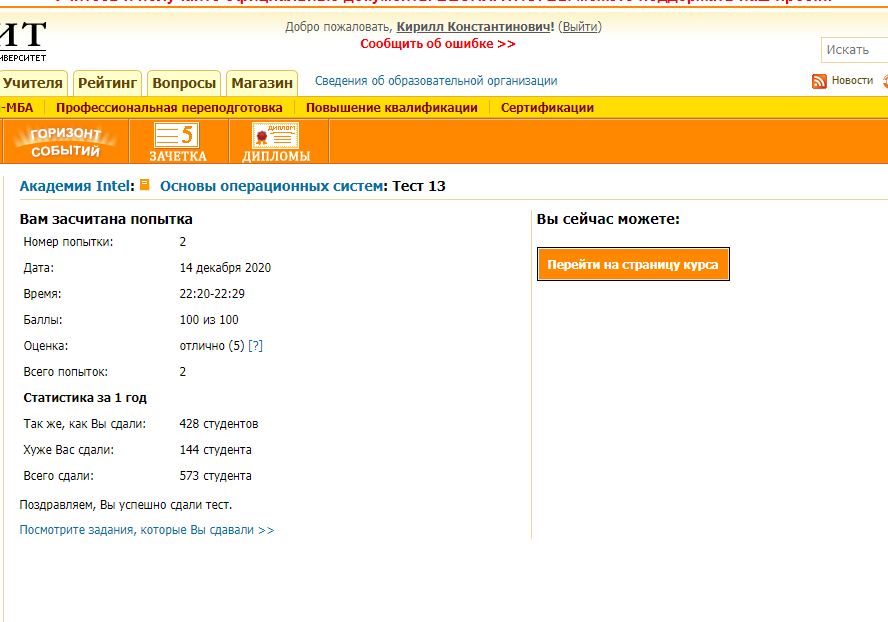 Добро пожаловать, Кирилл Константинович! (Выйти)
Сообщить об ошибке >>
ИТ
ИВЕРСИТЕТ
Искать
Учителя Рейтинг Вопросы Магазин Сведения об образовательной организации Новости
-МБА Профессиональная переподготовка Повышение квалификации Сертификации
ГОРИЗОНТ СОБЫТИЙ
5 ЗАЧЕТКА
ДИПЛОМ ДИПЛОМЫ
Академия Intel: Основы операционных систем: Тест 13
Вам засчитана попытка
Номер попытки: 2
Дата: 14 декабря 2020
Время: 22:20-22:29
Баллы: 100 из 100
Оценка: отлично (5) [?]
Всего попыток: 2
Статистика за 1 год
Так же, как Вы сдали: 428 студентов
Хуже Вас сдали: 144 студента
Всего сдали: 573 студента
Поздравляем, Вы успешно сдали тест.
Посмотрите задания, которые Вы сдавали >>
Вы сейчас можете:
Перейти на страницу курса